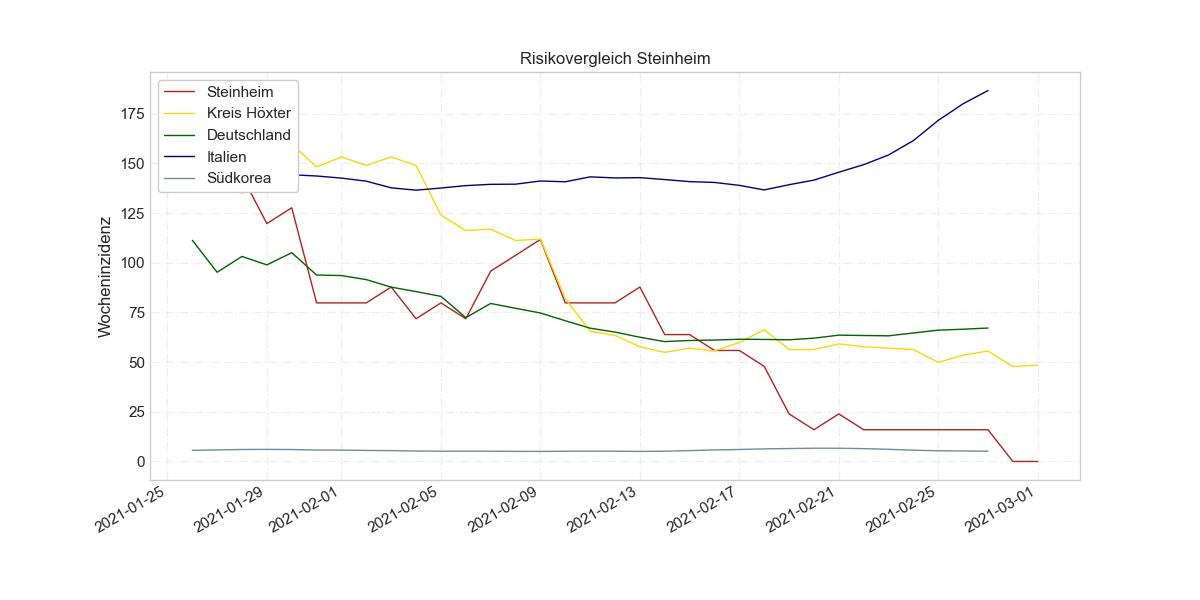 Risikovergleich Steinheim
Steinheim
Kreis Höxter
Deutschland
Italien
Südkorea
Wocheninzidenz
175
150
125
100
75
50
25
0
2021-01-25
2021-01-29
2021-02-01
2021-02-05
2021-02-09
2021-02-13
2021-02-17
2021-02-21
2021-02-25
2021-03-01